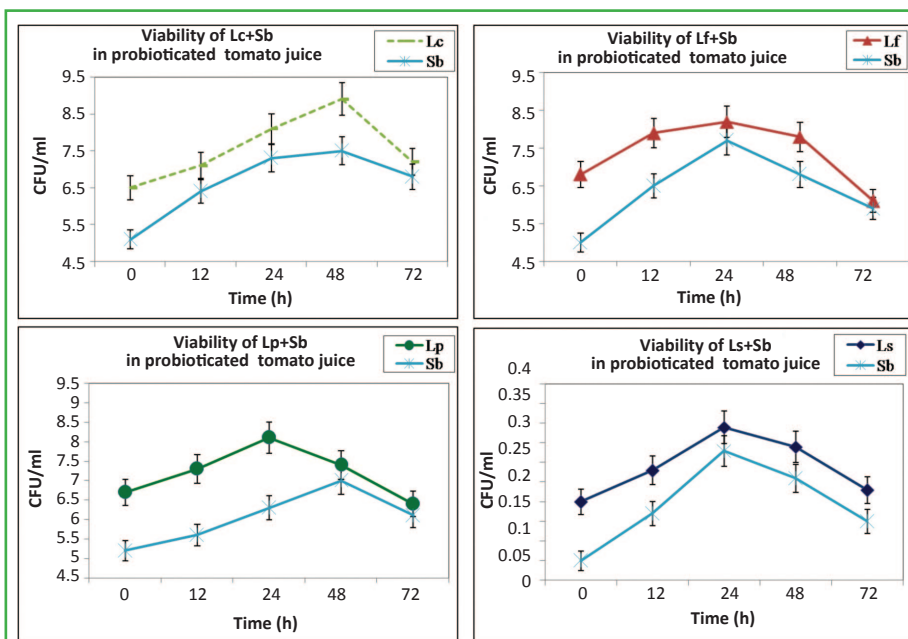 Viability of Lc+Sb
in probioticated tomato juice
Lc
Sb
CFU/ml
9.5
8.5
7.5
6.5
5.5
4.5
0 12 24 48 72
Time (h)
Viability of Lf+Sb
in probioticated tomato juice
Lf
Sb
CFU/ml
9.5
8.5
7.5
6.5
5.5
4.5
0 12 24 48 72
Time (h)
Viability of Lp+Sb
in probioticated tomato juice
Lp
Sb
CFU/ml
9.5
9
8.5
8
7.5
7
6.5
6
5.5
5
4.5
0 12 24 48 72
Time (h)
Viability of Ls+Sb
in probioticated tomato juice
Ls
Sb
CFU/ml
0.4
0.35
0.3
0.25
0.2
0.15
0.1
0.05
0
0 12 24 48 72
Time (h)